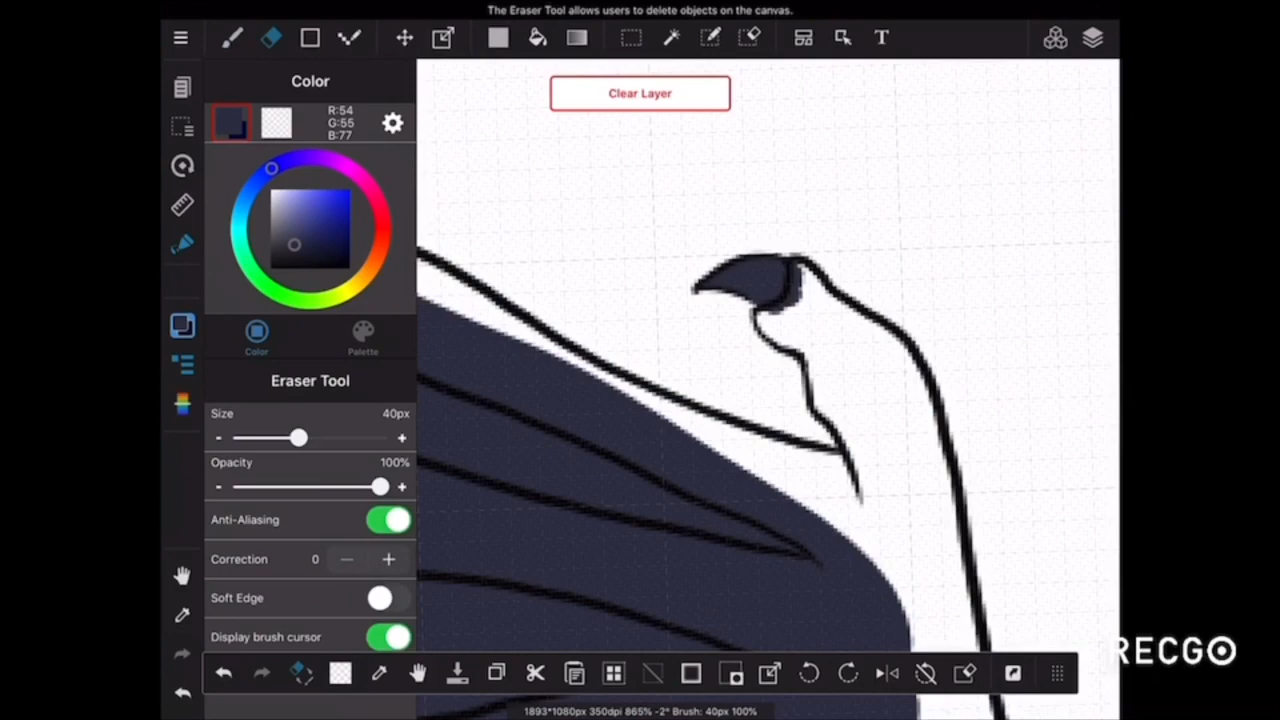 The Eraser Tool allows users to delete objects on the canvas.
T
Color
Clear Layer
R:54
G:55
B:77
Color
Palette
Eraser Tool
Size 40px
- +
Opacity 100%
- +
Anti-Aliasing
Correction 0 - +
Soft Edge
Display brush cursor
RECGO
1893*1080px 350dpi 865% -2° Brush: 40px 100%